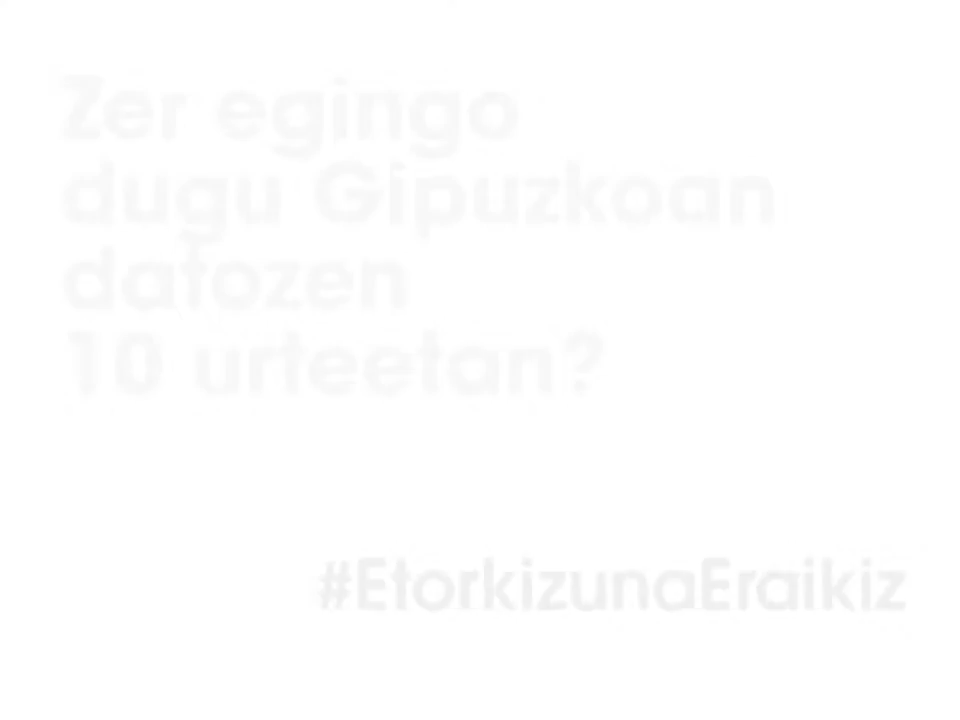 Zer egingo
dugu Gipuzkoan
datozen
10 urteetan?
#EtorkizunaEraikiz